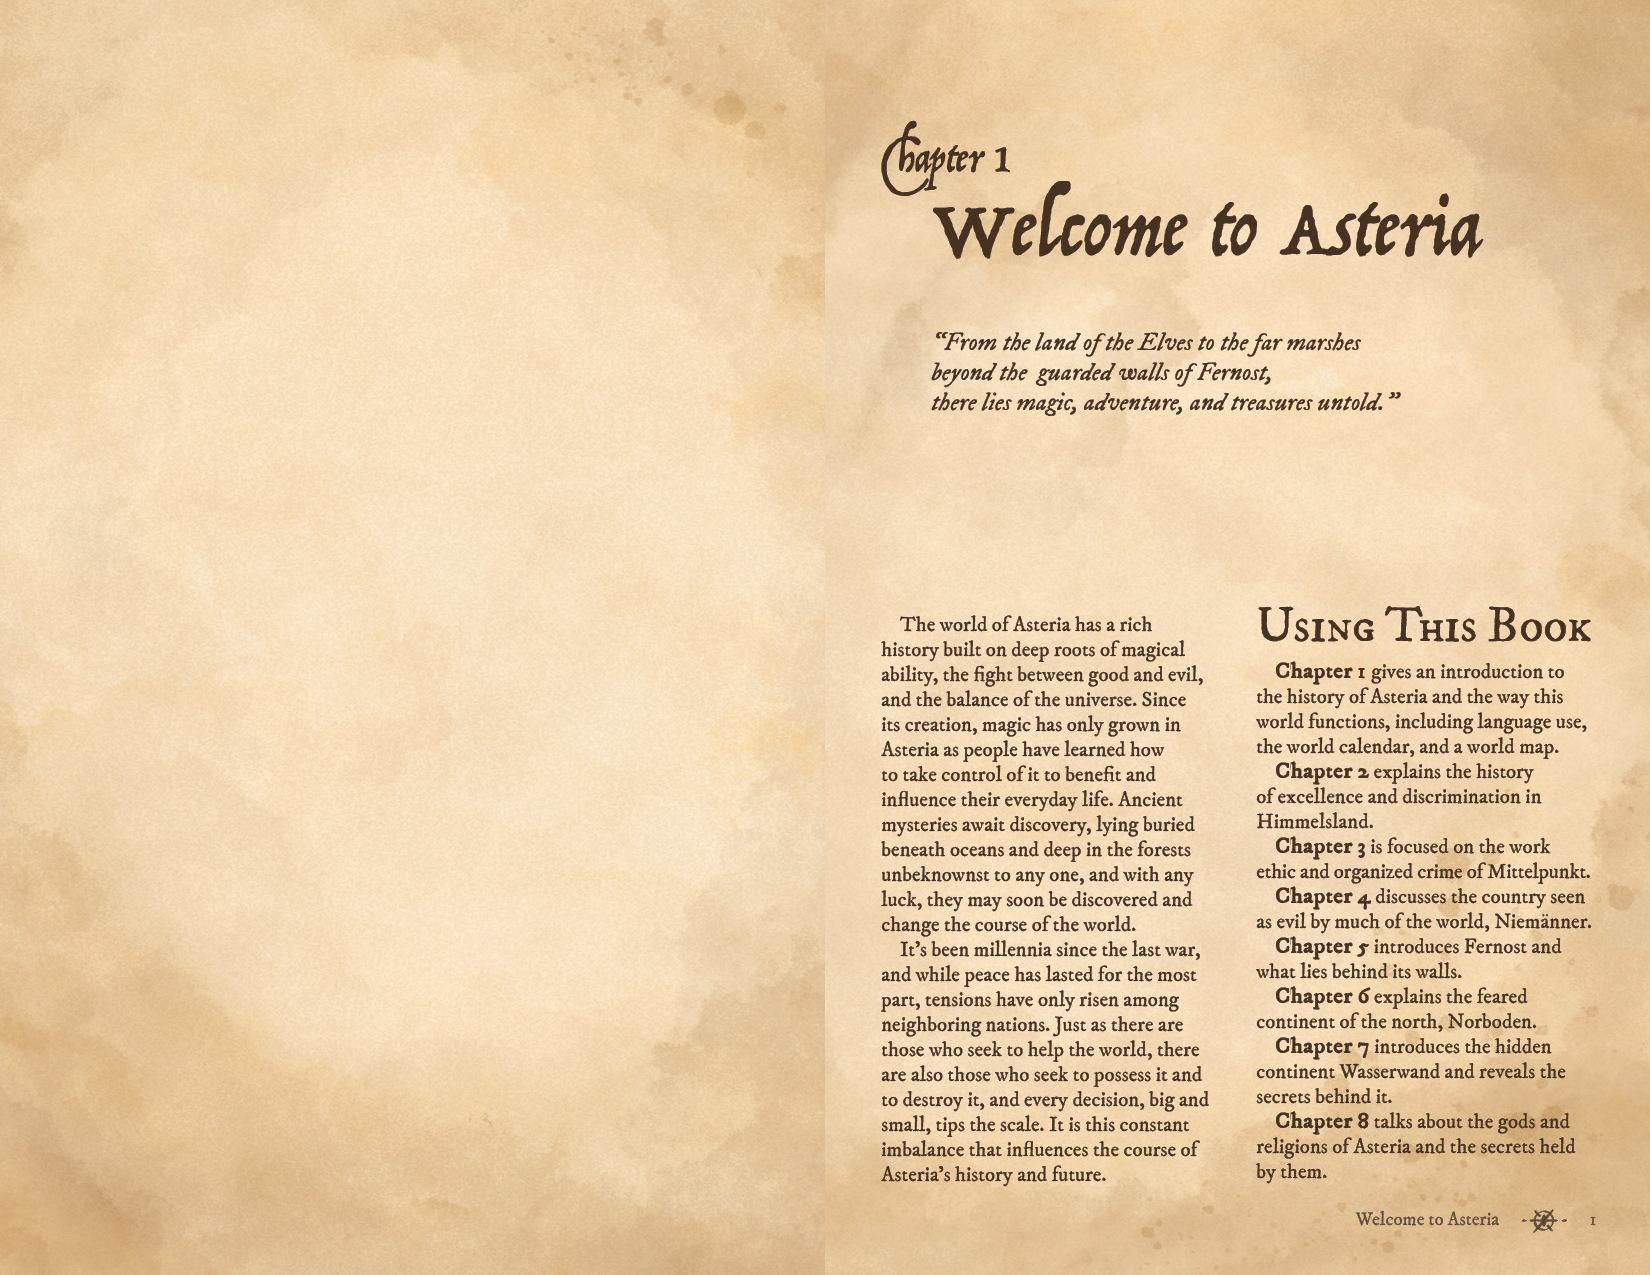 Chapter 1
Welcome to Asteria
“From the land of the Elves to the far marshes
beyond the guarded walls of Fernost,
there lies magic, adventure, and treasures untold.”
The world of Asteria has a rich
history built on deep roots of magical
ability, the fight between good and evil,
and the balance of the universe. Since
its creation, magic has only grown in
Asteria as people have learned how
to take control of it to benefit and
influence their everyday life. Ancient
mysteries await discovery, lying buried
beneath oceans and deep in the forests
unbeknownst to any one, and with any
luck, they may soon be discovered and
change the course of the world.
It’s been millennia since the last war,
and while peace has lasted for the most
part, tensions have only risen among
neighboring nations. Just as there are
those who seek to help the world, there
are also those who seek to possess it and
to destroy it, and every decision, big and
small, tips the scale. It is this constant
imbalance that influences the course of
Asteria’s history and future.
Using This Book
Chapter 1 gives an introduction to
the history of Asteria and the way this
world functions, including language use,
the world calendar, and a world map.
Chapter 2 explains the history
of excellence and discrimination in
Himmelsland.
Chapter 3 is focused on the work
ethic and organized crime of Mittelpunkt.
Chapter 4 discusses the country seen
as evil by much of the world, Niemänner.
Chapter 5 introduces Fernost and
what lies behind its walls.
Chapter 6 explains the feared
continent of the north, Norboden.
Chapter 7 introduces the hidden
continent Wasserwand and reveals the
secrets behind it.
Chapter 8 talks about the gods and
religions of Asteria and the secrets held
by them.
Welcome to Asteria 1